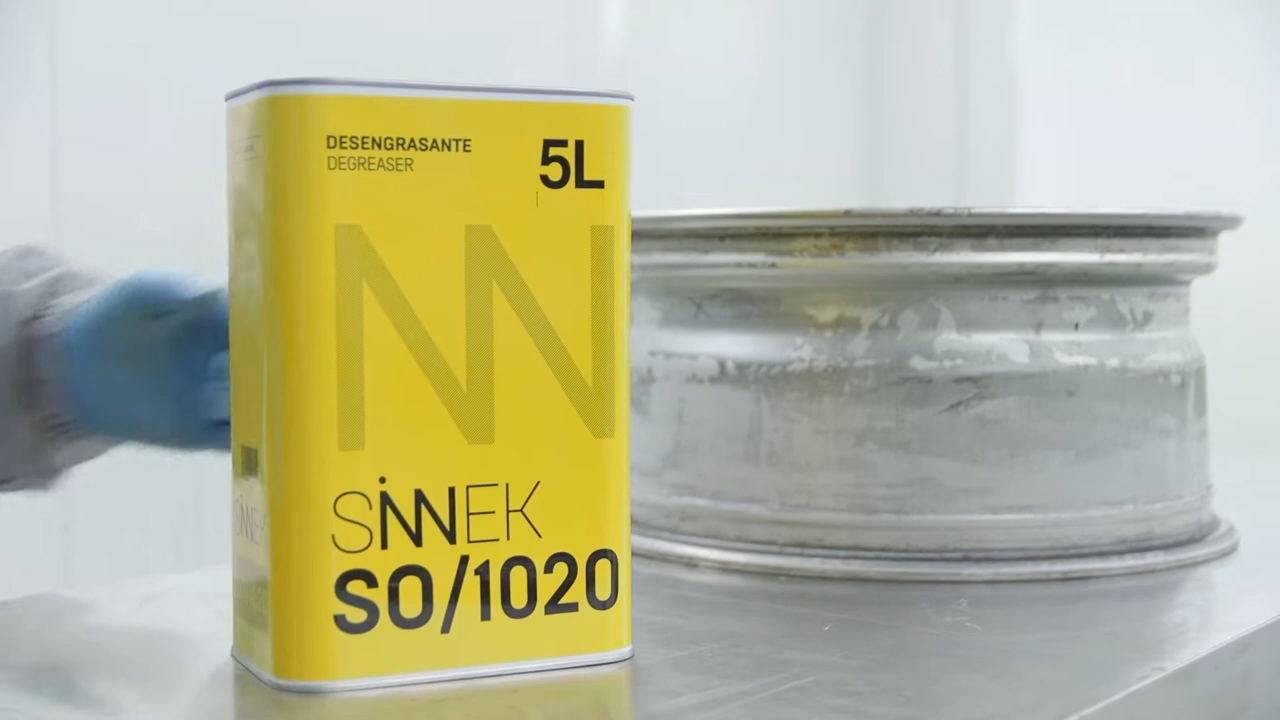 DESENGRASANTE
DEGREASER
5L
SINNEK
SO/1020